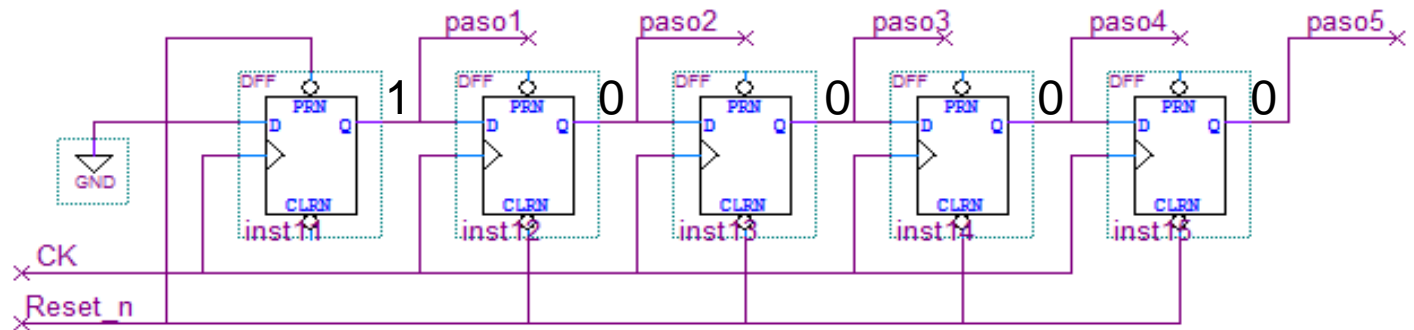 paso1 paso2 paso3 paso4 paso5
DFF DFF DFF DFF DFF
1 0 0 0 0
PRN PRN PRN PRN PRN
D Q D Q D Q D Q D Q
GND
CLRN CLRN CLRN CLRN CLRN
inst11 inst12 inst13 inst14 inst15
CK
Reset_n